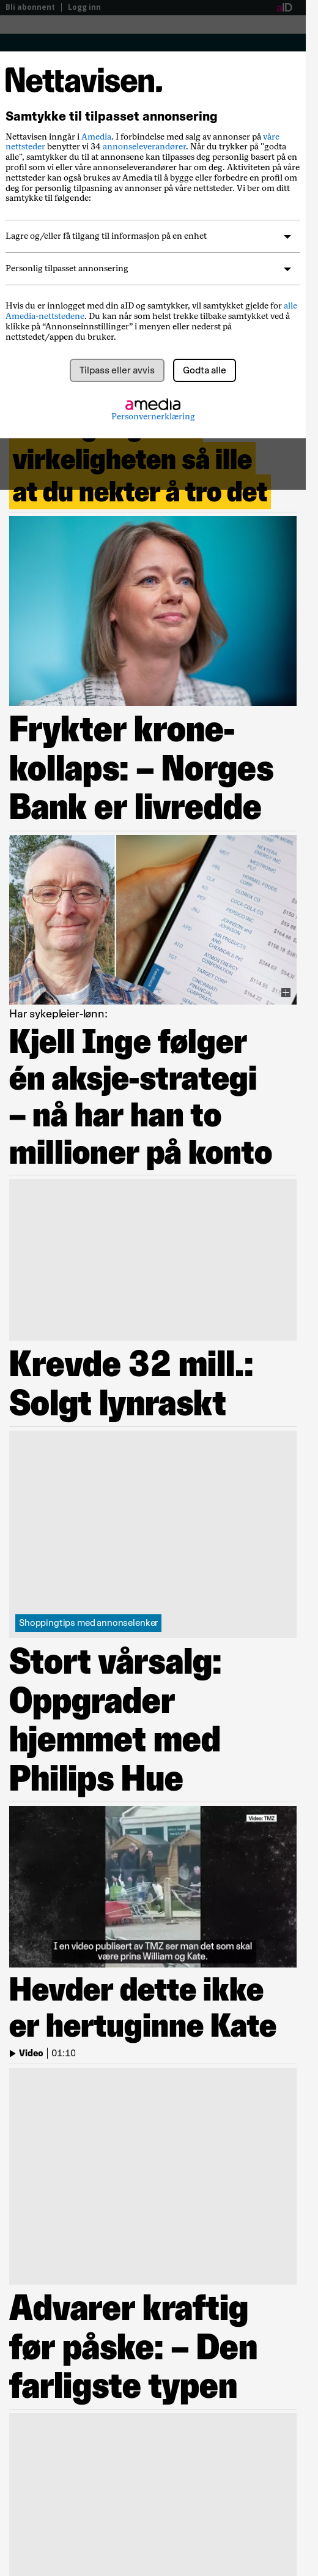 Bli abonnent | Logg inn
aID
Nettavisen.
Samtykke til tilpasset annonsering
Nettavisen inngår i Amedia. I forbindelse med salg av annonser på våre
nettsteder benytter vi 34 annonseleverandører. Når du trykker på "godta
alle", samtykker du til at annonsene kan tilpasses deg personlig basert på en
profil som vi eller våre annonseleverandører har om deg. Aktivitetene på våre
nettsteder kan også brukes av Amedia til å bygge eller forbedre en profil om
deg for personlig tilpasning av annonser på våre nettsteder. Vi ber om ditt
samtykke til følgende:
Lagre og/eller få tilgang til informasjon på en enhet
Personlig tilpasset annonsering
Hvis du er innlogget med din aID og samtykker, vil samtykket gjelde for alle
Amedia-nettstedene. Du kan når som helst trekke tilbake samtykket ved å
klikke på “Annonseinnstillinger” i menyen eller nederst på
nettstedet/appen du bruker.
Tilpass eller avvis
Godta alle
amedia
Personvernerklæring
virkeligheten så ille
at du nekter å tro det
Frykter krone-
kollaps: – Norges
Bank er livredde
Har sykepleier-lønn:
Kjell Inge følger
én aksje-strategi
– nå har han to
millioner på konto
Krevde 32 mill.:
Solgt lynraskt
Shoppingtips med annonselenker
Stort vårsalg:
Oppgrader
hjemmet med
Philips Hue
Video: TMZ
I en video publisert av TMZ ser man det som skal
være prins William og Kate.
Hevder dette ikke
er hertuginne Kate
Video | 01:10
Advarer kraftig
før påske: – Den
farligste typen